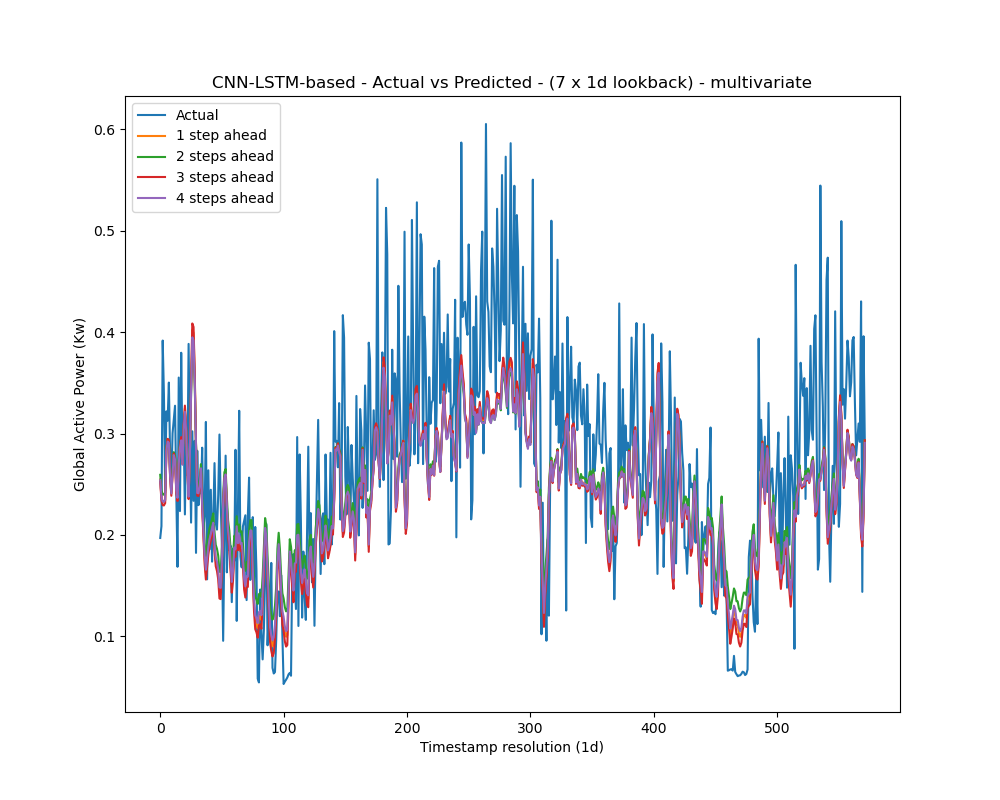 CNN-LSTM-based - Actual vs Predicted - (7 x 1d lookback) - multivariate
Actual
1 step ahead
2 steps ahead
3 steps ahead
4 steps ahead
0.6
0.5
0.4
0.3
0.2
0.1
Global Active Power (Kw)
0
100
200
300
400
500
Timestamp resolution (1d)